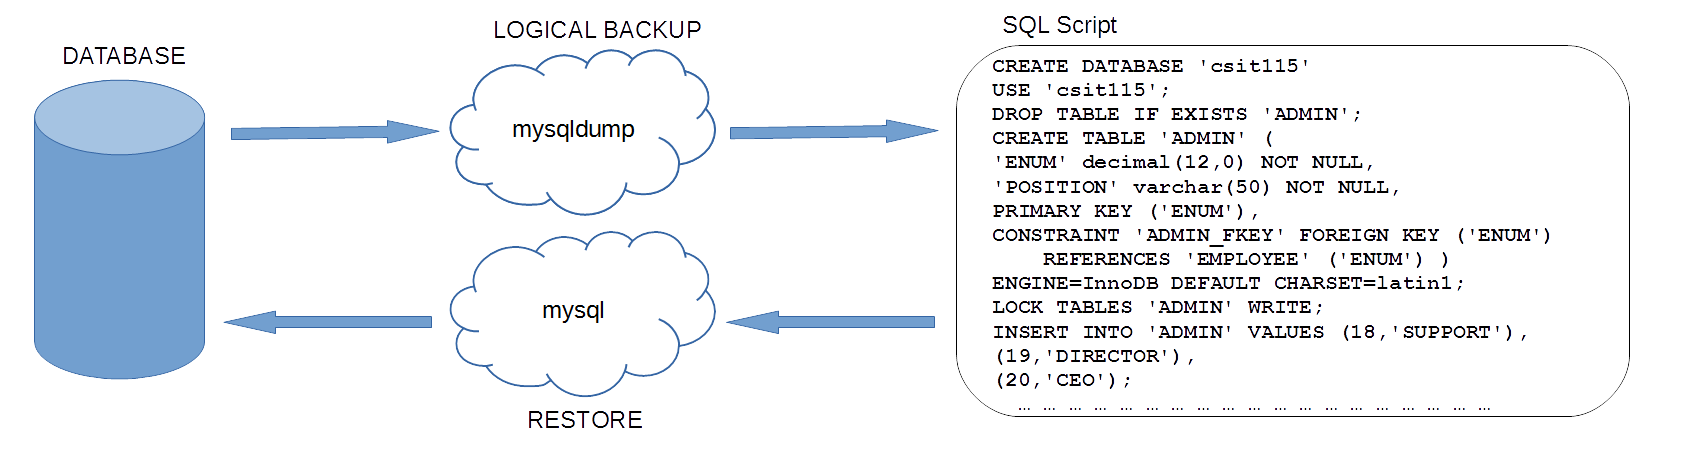 DATABASE
LOGICAL BACKUP
mysqldump
mysql
RESTORE
SQL Script
CREATE DATABASE 'csit115'
USE 'csit115';
DROP TABLE IF EXISTS 'ADMIN';
CREATE TABLE 'ADMIN' (
'ENUM' decimal(12,0) NOT NULL,
'POSITION' varchar(50) NOT NULL,
PRIMARY KEY ('ENUM'),
CONSTRAINT 'ADMIN_FKEY' FOREIGN KEY ('ENUM')
REFERENCES 'EMPLOYEE' ('ENUM') )
ENGINE=InnoDB DEFAULT CHARSET=latin1;
LOCK TABLES 'ADMIN' WRITE;
INSERT INTO 'ADMIN' VALUES (18,'SUPPORT'),
(19,'DIRECTOR'),
(20,'CEO');
… … … … … … … … … … … … … … … … … … …